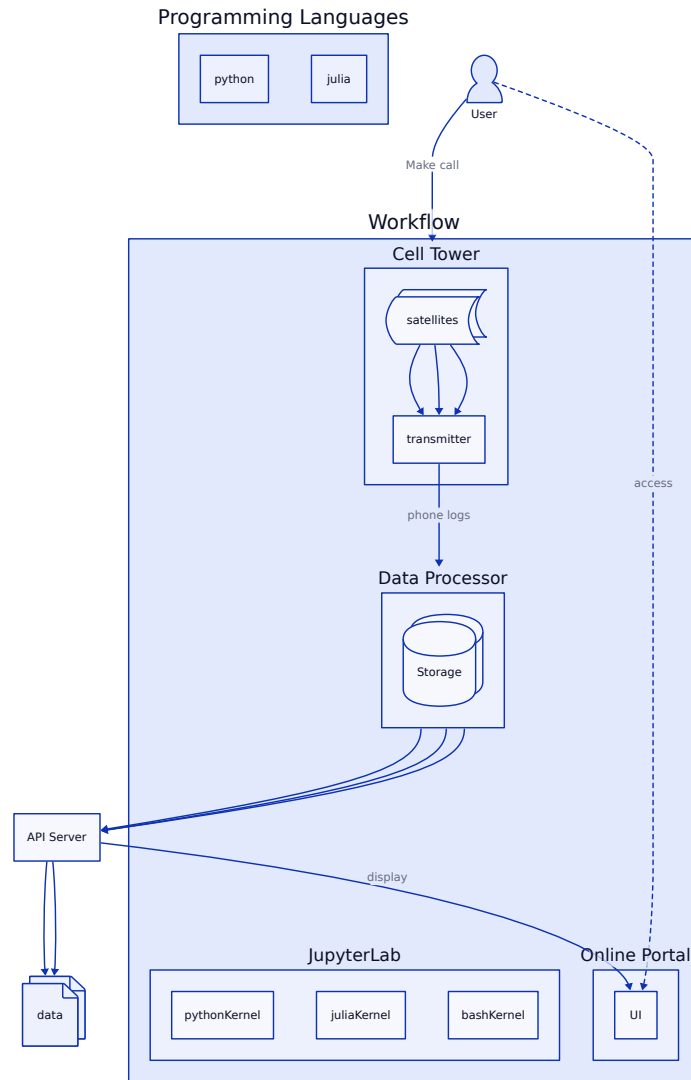 Programming Languages
python
julia
User
Make call
Workflow
Cell Tower
satellites
transmitter
access
phone logs
Data Processor
Storage
API Server
display
JupyterLab
Online Portal
pythonKernel
juliaKernel
bashKernel
UI
data